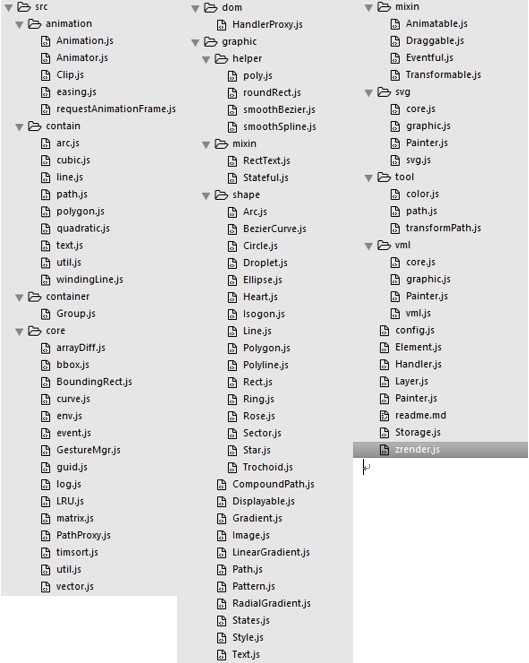 src
animation
Animation.js
Animator.js
Clip.js
easing.js
requestAnimationFrame.js
contain
arc.js
cubic.js
line.js
path.js
polygon.js
quadratic.js
text.js
util.js
windingLine.js
container
Group.js
core
arrayDiff.js
bbox.js
BoundingRect.js
curve.js
env.js
event.js
GestureMgr.js
guid.js
log.js
LRU.js
matrix.js
PathProxy.js
timsort.js
util.js
vector.js
dom
HandlerProxy.js
graphic
helper
poly.js
roundRect.js
smoothBezier.js
smoothSpline.js
mixin
RectText.js
Stateful.js
shape
Arc.js
BezierCurve.js
Circle.js
Droplet.js
Ellipse.js
Heart.js
Isogon.js
Line.js
Polygon.js
Polyline.js
Rect.js
Ring.js
Rose.js
Sector.js
Star.js
Trochoid.js
CompoundPath.js
Displayable.js
Gradient.js
Image.js
LinearGradient.js
Path.js
Pattern.js
RadialGradient.js
States.js
Style.js
Text.js
mixin
Animatable.js
Draggable.js
Eventful.js
Transformable.js
svg
core.js
graphic.js
Painter.js
svg.js
tool
color.js
path.js
transformPath.js
vml
core.js
graphic.js
Painter.js
vml.js
config.js
Element.js
Handler.js
Layer.js
Painter.js
readme.md
Storage.js
zrender.js